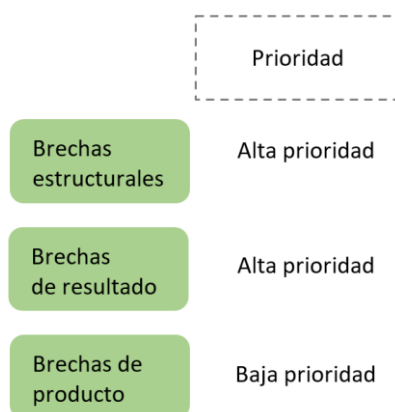 Prioridad
Brechas
estructurales
Alta prioridad
Brechas
de resultado
Alta prioridad
Brechas de
producto
Baja prioridad